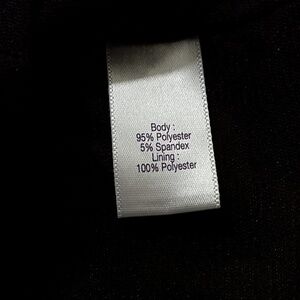 Body :
95% Polyester
5% Spandex
Lining :
100% Polyester